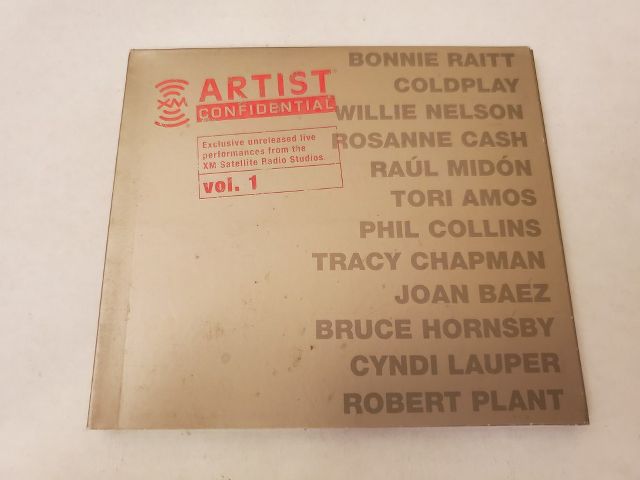 XM
ARTIST
CONFIDENTIAL
Exclusive unreleased live
performances from the
XM Satellite Radio Studios
vol. 1
BONNIE RAITT
COLDPLAY
WILLIE NELSON
ROSANNE CASH
RAÚL MIDÓN
TORI AMOS
PHIL COLLINS
TRACY CHAPMAN
JOAN BAEZ
BRUCE HORNSBY
CYNDI LAUPER
ROBERT PLANT